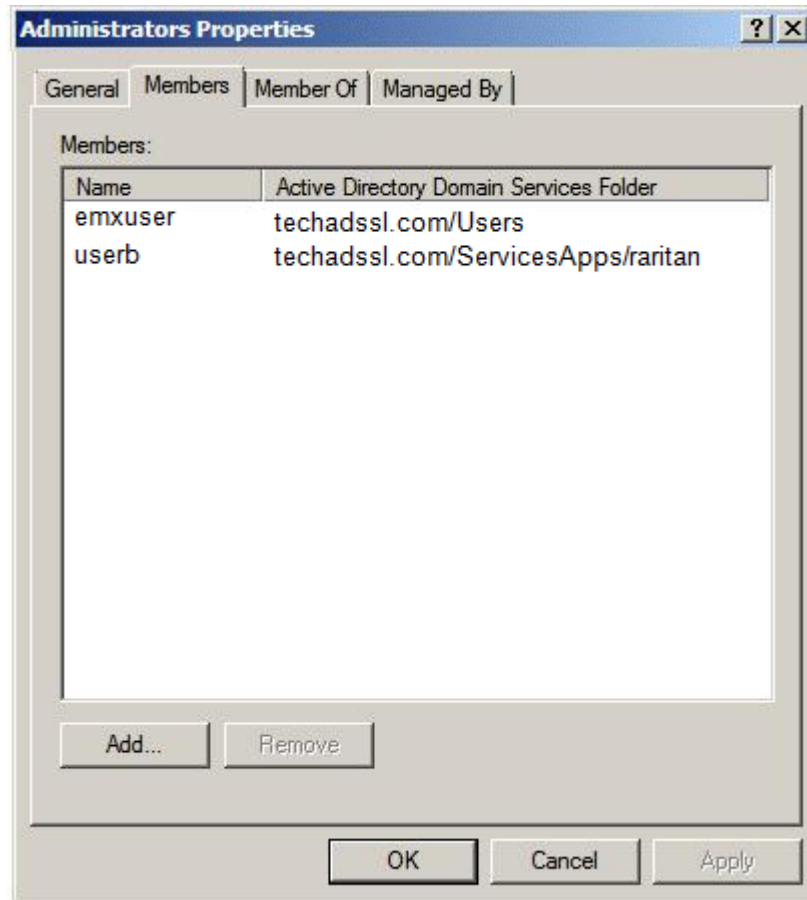 Administrators Properties ? X
General Members Member Of Managed By
Members:
Name Active Directory Domain Services Folder
emxuser techadssl.com/Users
userb techadssl.com/ServicesApps/raritan
Add... Remove
OK Cancel Apply